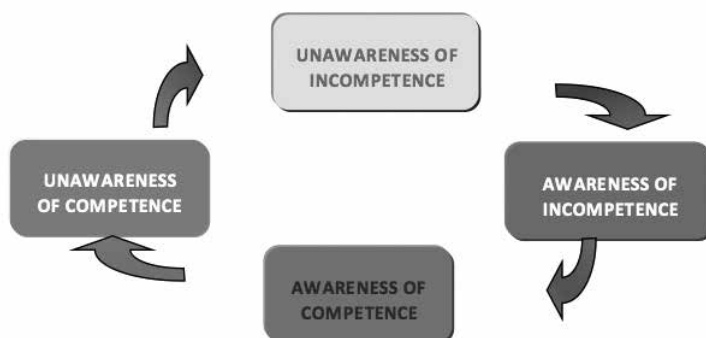 UNAWARENESS OF
INCOMPETENCE
UNAWARENESS
OF COMPETENCE
AWARENESS OF
INCOMPETENCE
AWARENESS OF
COMPETENCE